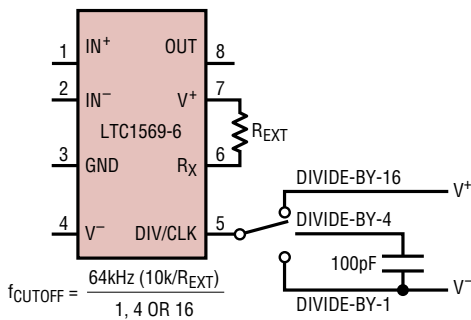 1 IN+ OUT 8
2 IN− V+ 7
LTC1569-6 REXT
3 GND RX 6
DIVIDE-BY-16 V+
4 V− DIV/CLK 5 DIVIDE-BY-4
100pF
fCUTOFF = 64kHz (10k/REXT)
1, 4 OR 16
DIVIDE-BY-1 V−